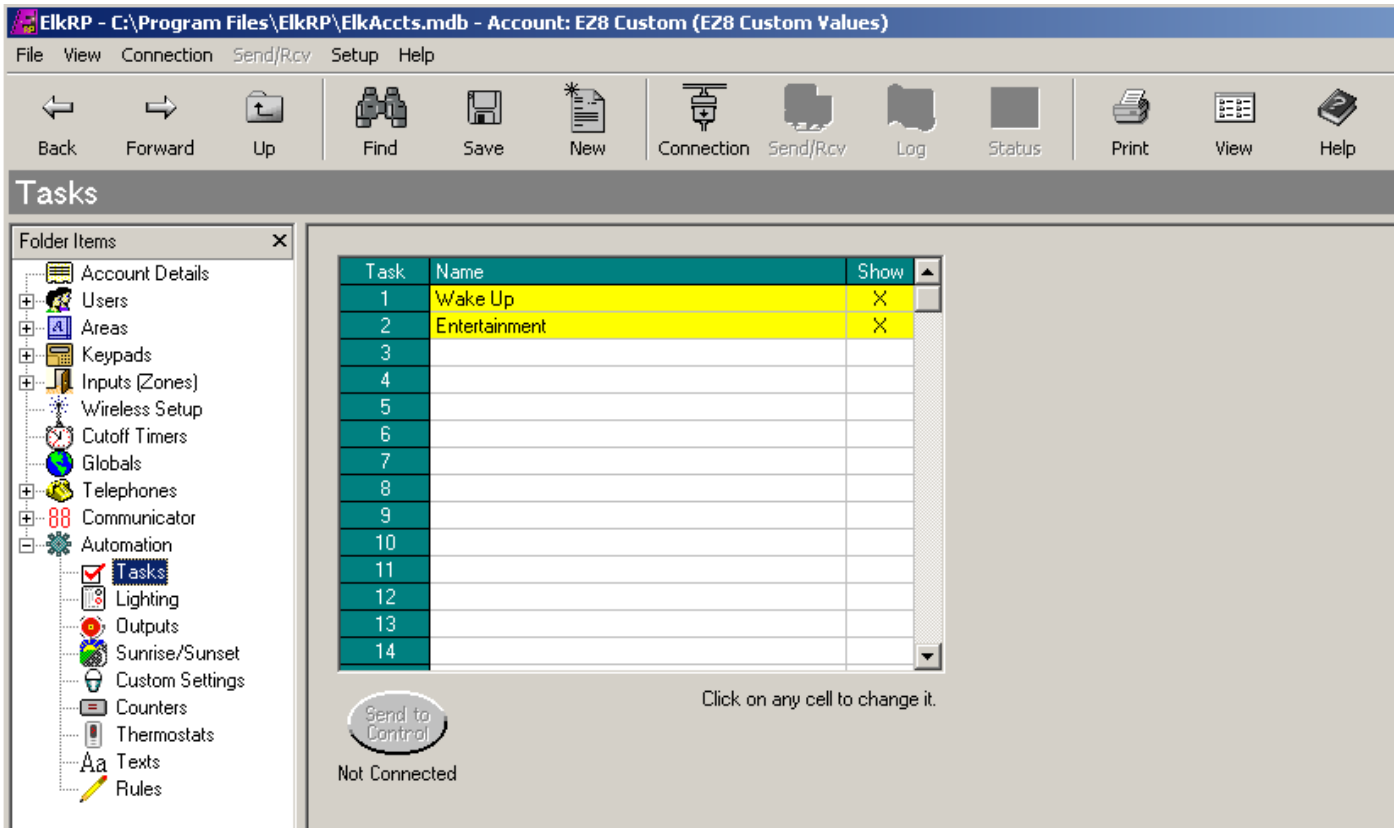 ElkRP - C:\Program Files\ElkRP\ElkAccts.mdb - Account: EZ8 Custom (EZ8 Custom Values)
File View Connection Send/Rcv Setup Help
Back Forward Up Find Save New Connection Send/Rcv Log Status Print View Help
Tasks
Folder Items
Account Details
Users
Areas
Keypads
Inputs (Zones)
Wireless Setup
Cutoff Timers
Globals
Telephones
88 Communicator
Automation
Tasks
Lighting
Outputs
Sunrise/Sunset
Custom Settings
Counters
Thermostats
Aa Texts
Rules
Task Name Show
1 Wake Up X
2 Entertainment X
3
4
5
6
7
8
9
10
11
12
13
14
Click on any cell to change it.
Send to
Control
Not Connected